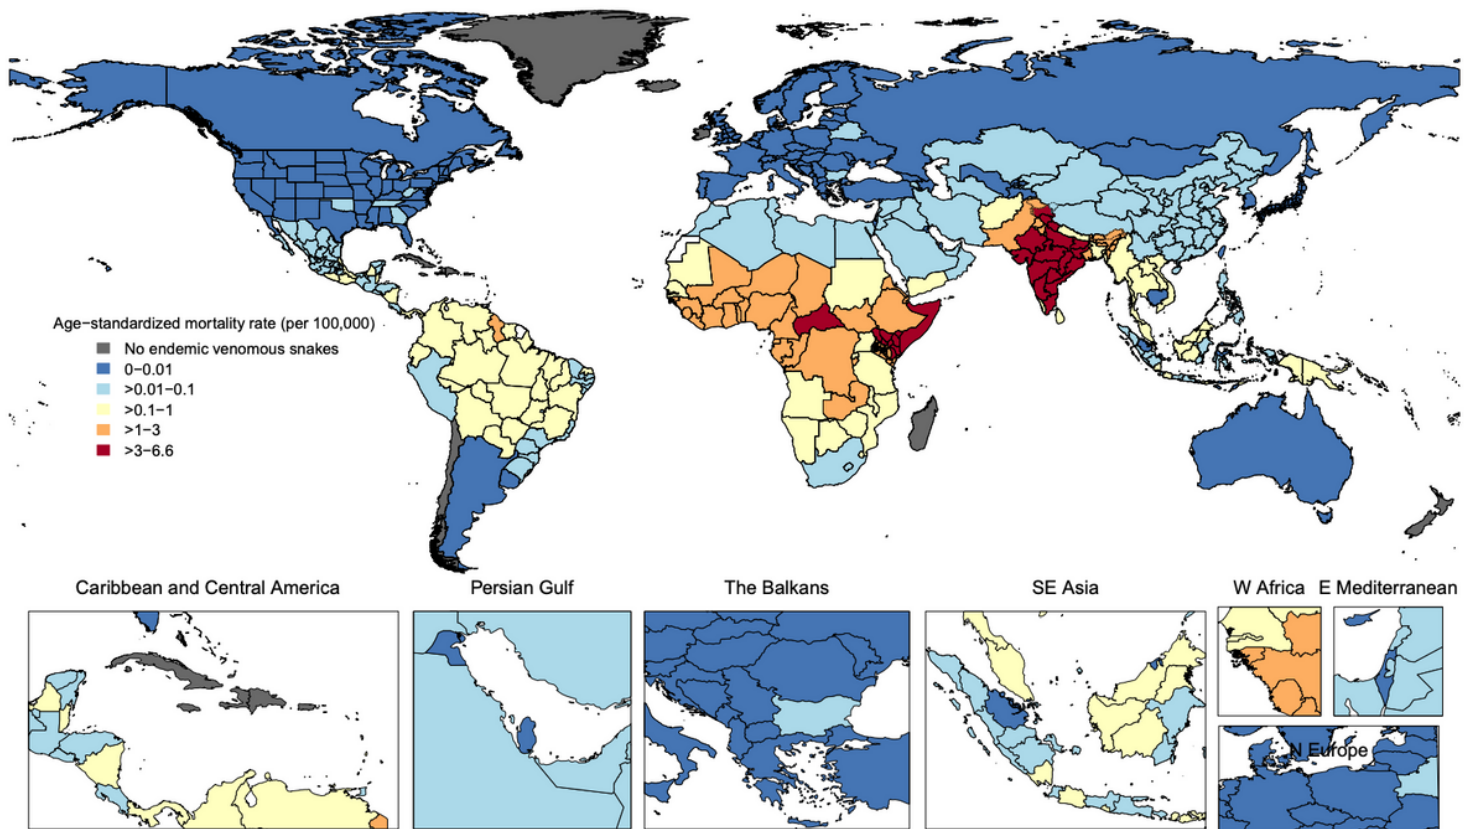 Age−standardized mortality rate (per 100,000)
No endemic venomous snakes
0−0.01
>0.01−0.1
>0.1−1
>1−3
>3−6.6
Caribbean and Central America
Persian Gulf
The Balkans
SE Asia
W Africa
E Mediterranean
N Europe